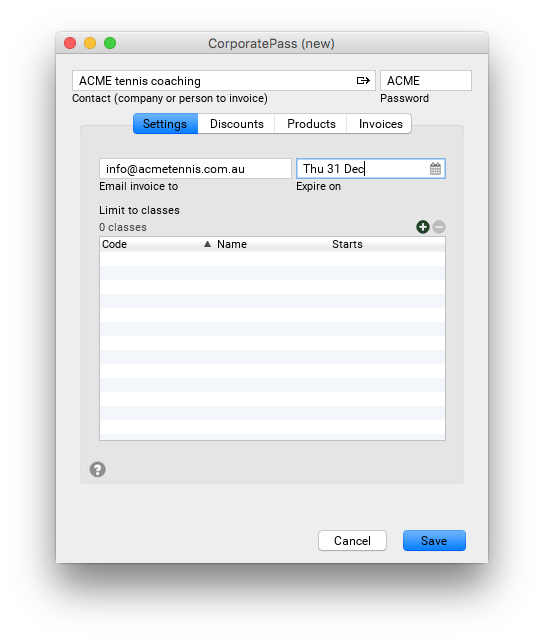 CorporatePass (new)
ACME tennis coaching ACME
Contact (company or person to invoice) Password
Settings Discounts Products Invoices
info@acmetennis.com.au Thu 31 Dec
Email invoice to Expire on
Limit to classes
0 classes
Code Name Starts
?
Cancel Save